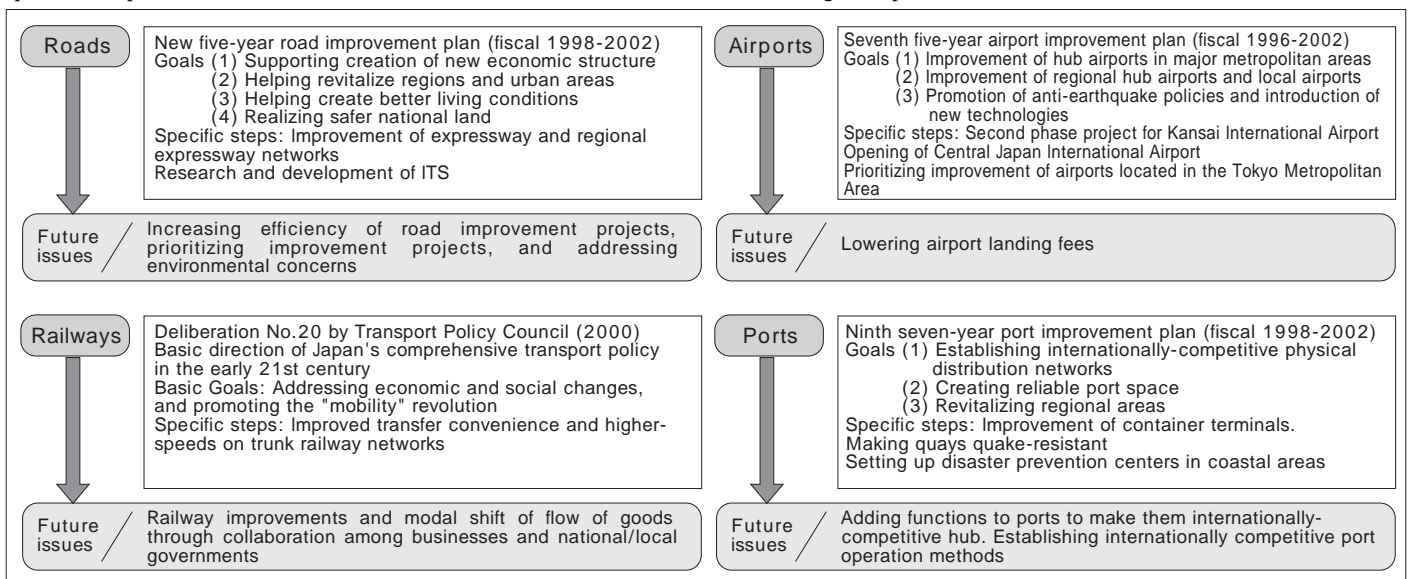 Roads
New five-year road improvement plan (fiscal 1998-2002)
Goals (1) Supporting creation of new economic structure
(2) Helping revitalize regions and urban areas
(3) Helping create better living conditions
(4) Realizing safer national land
Specific steps: Improvement of expressway and regional
expressway networks
Research and development of ITS
Future
issues
Increasing efficiency of road improvement projects,
prioritizing improvement projects, and addressing
environmental concerns
Airports
Seventh five-year airport improvement plan (fiscal 1996-2002)
Goals (1) Improvement of hub airports in major metropolitan areas
(2) Improvement of regional hub airports and local airports
(3) Promotion of anti-earthquake policies and introduction of
new technologies
Specific steps: Second phase project for Kansai International Airport
Opening of Central Japan International Airport
Prioritizing improvement of airports located in the Tokyo Metropolitan
Area
Future
issues
Lowering airport landing fees
Railways
Deliberation No.20 by Transport Policy Council (2000)
Basic direction of Japan's comprehensive transport policy
in the early 21st century
Basic Goals: Addressing economic and social changes,
and promoting the "mobility" revolution
Specific steps: Improved transfer convenience and higher-
speeds on trunk railway networks
Future
issues
Railway improvements and modal shift of flow of goods
through collaboration among businesses and national/local
governments
Ports
Ninth seven-year port improvement plan (fiscal 1998-2002)
Goals (1) Establishing internationally-competitive physical
distribution networks
(2) Creating reliable port space
(3) Revitalizing regional areas
Specific steps: Improvement of container terminals.
Making quays quake-resistant
Setting up disaster prevention centers in coastal areas
Future
issues
Adding functions to ports to make them internationally-
competitive hub. Establishing internationally competitive port
operation methods